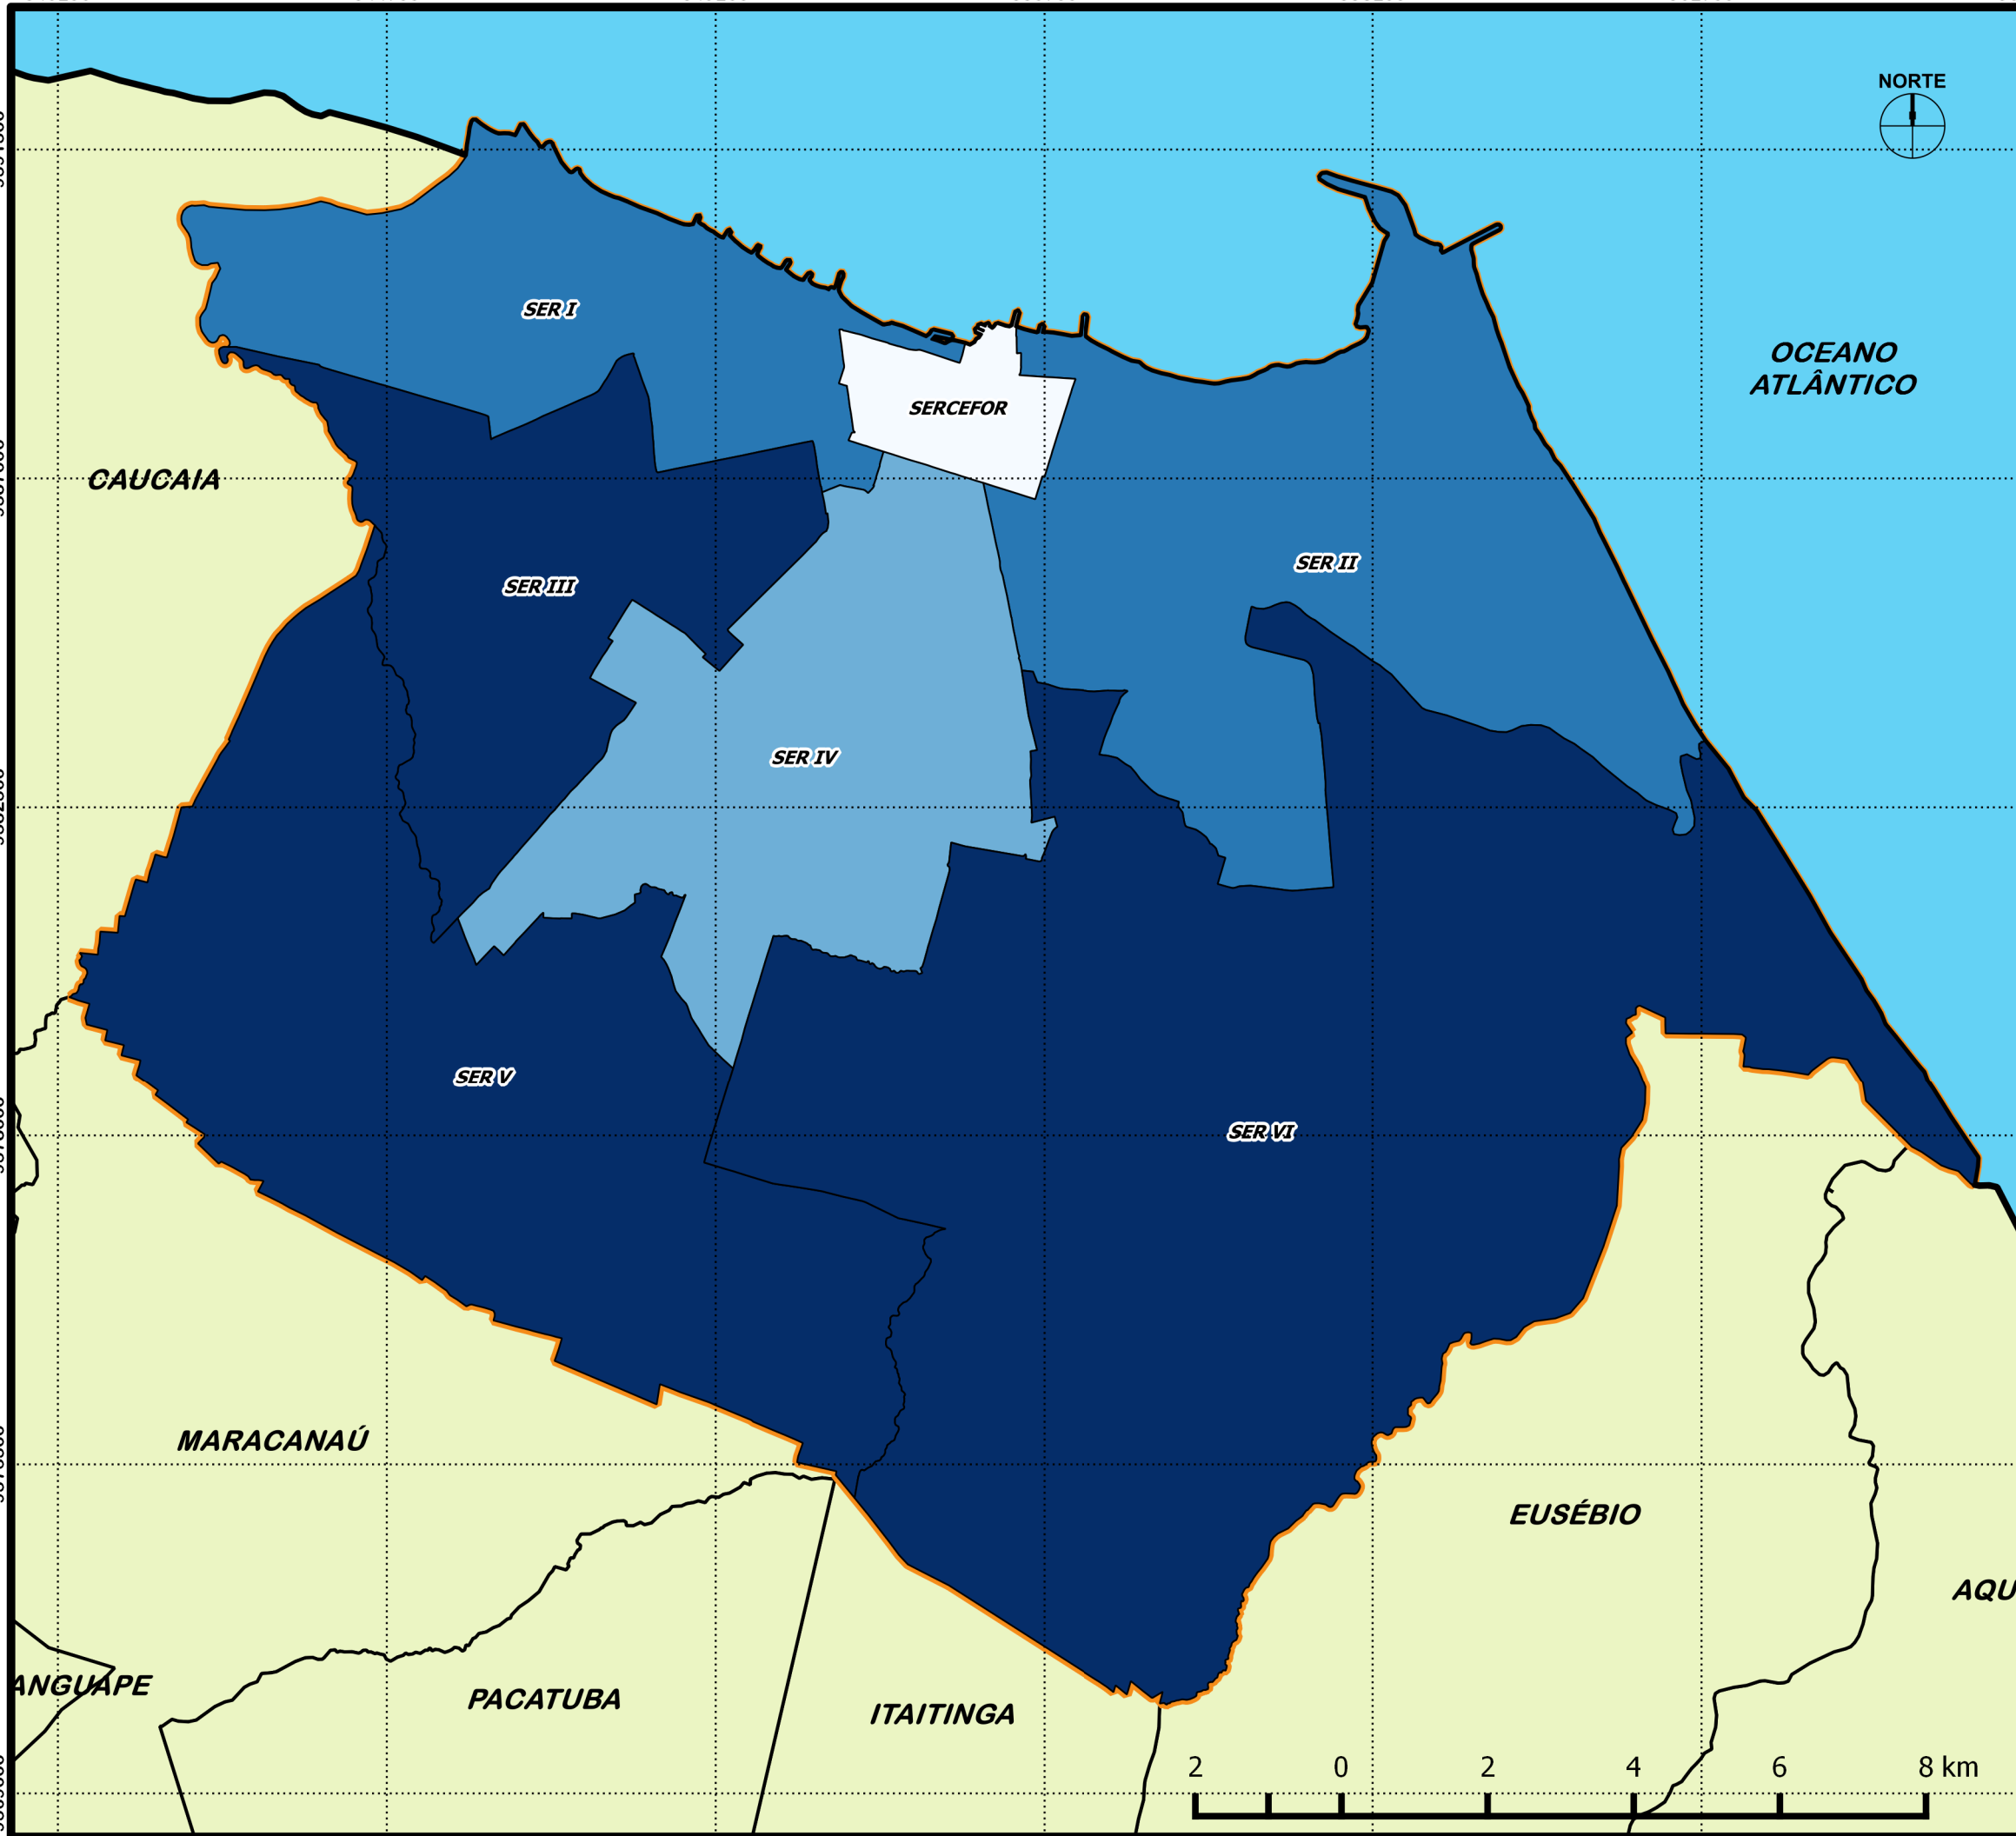 NORTE
OCEANO
ATLÂNTICO
SER I
SERCEFOR
CAUCAIA
SER II
SER III
SER IV
SER V
SER VI
MARACANAÚ
EUSÉBIO
AQU
ANGUAPE
PACATUBA
ITAITINGA
2 0 2 4 6 8 km